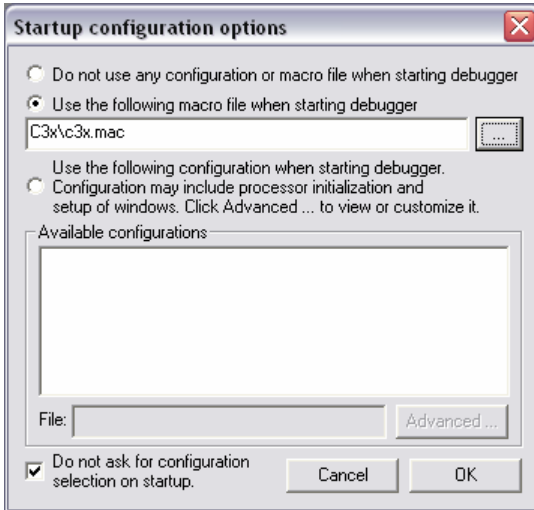 Startup configuration options
Do not use any configuration or macro file when starting debugger
Use the following macro file when starting debugger
C3x\c3x.mac
...
Use the following configuration when starting debugger.
Configuration may include processor initialization and
setup of windows. Click Advanced ... to view or customize it.
Available configurations
File:
Advanced ...
Do not ask for configuration
selection on startup.
Cancel
OK